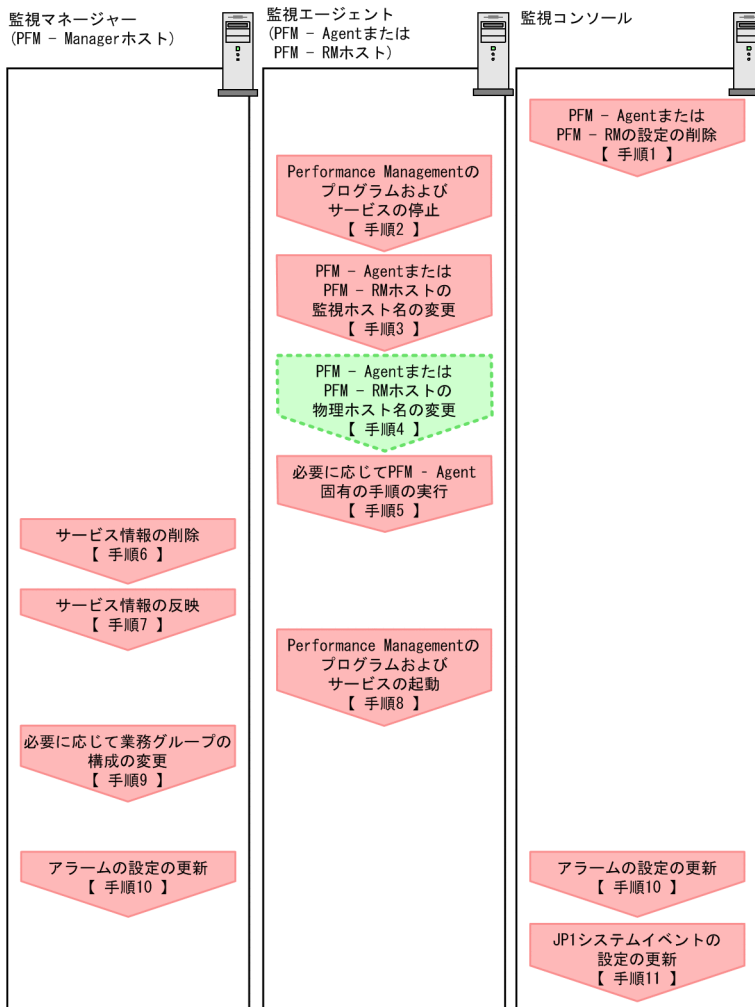 監視マネージャー
(PFM - Managerホスト)
監視エージェント
(PFM - Agentまたは
PFM - RMホスト)
監視コンソール
PFM - Agentまたは
PFM - RMの設定の削除
【 手順1 】
Performance Managementの
プログラムおよび
サービスの停止
【 手順2 】
PFM - Agentまたは
PFM - RMホストの
監視ホスト名の変更
【 手順3 】
PFM - Agentまたは
PFM - RMホストの
物理ホスト名の変更
【 手順4 】
必要に応じてPFM - Agent
固有の手順の実行
【 手順5 】
サービス情報の削除
【 手順6 】
サービス情報の反映
【 手順7 】
Performance Managementの
プログラムおよび
サービスの起動
【 手順8 】
必要に応じて業務グループの
構成の変更
【 手順9 】
アラームの設定の更新
【 手順10 】
アラームの設定の更新
【 手順10 】
JP1システムイベントの
設定の更新
【 手順11 】